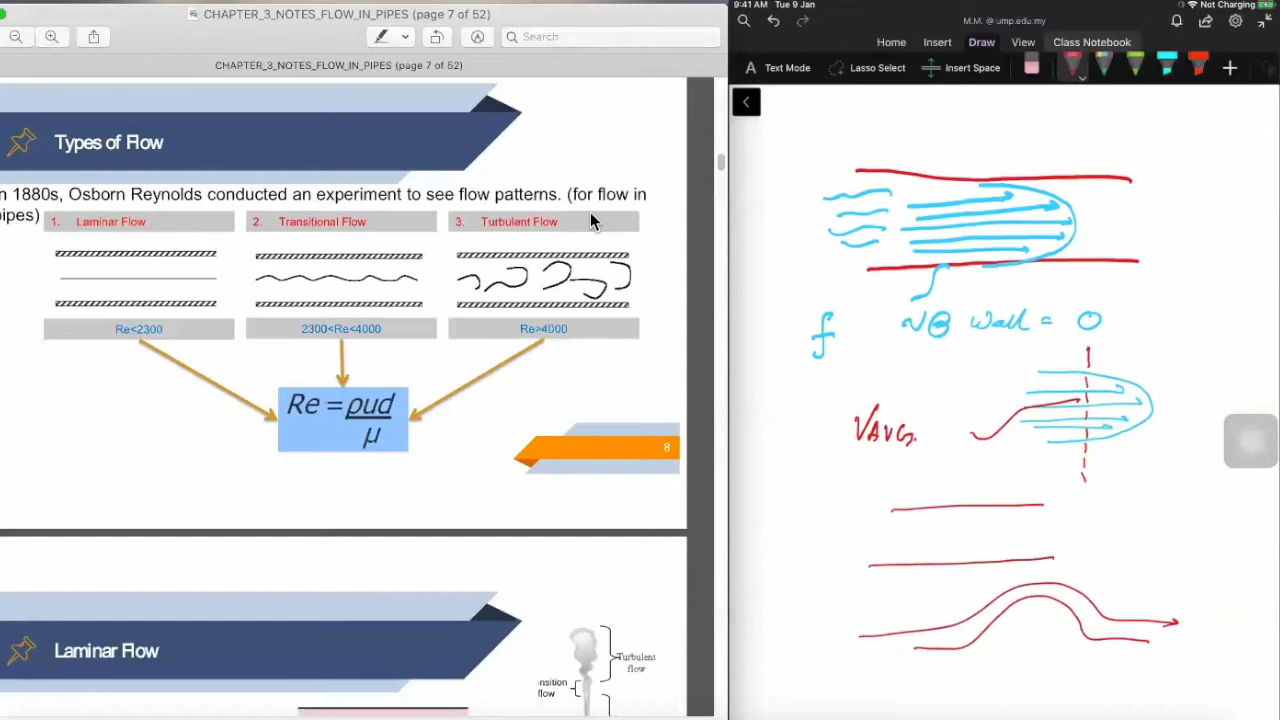 CHAPTER_3_NOTES_FLOW_IN_PIPES (page 7 of 52)
Search
CHAPTER_3_NOTES_FLOW_IN_PIPES (page 7 of 52)
Types of Flow
n 1880s, Osborn Reynolds conducted an experiment to see flow patterns. (for flow in
pipes)
1. Laminar Flow
2. Transitional Flow
3. Turbulent Flow
Re<2300
2300<Re<4000
Re>4000
Re = ρud
μ
8
Laminar Flow
Turbulent
flow
nsition
flow
9:41 AM Tue 9 Jan
Not Charging
M.M. @ ump.edu.my
Home Insert Draw View Class Notebook
A Text Mode Lasso Select Insert Space
f
v@ wall = 0
VAVG.